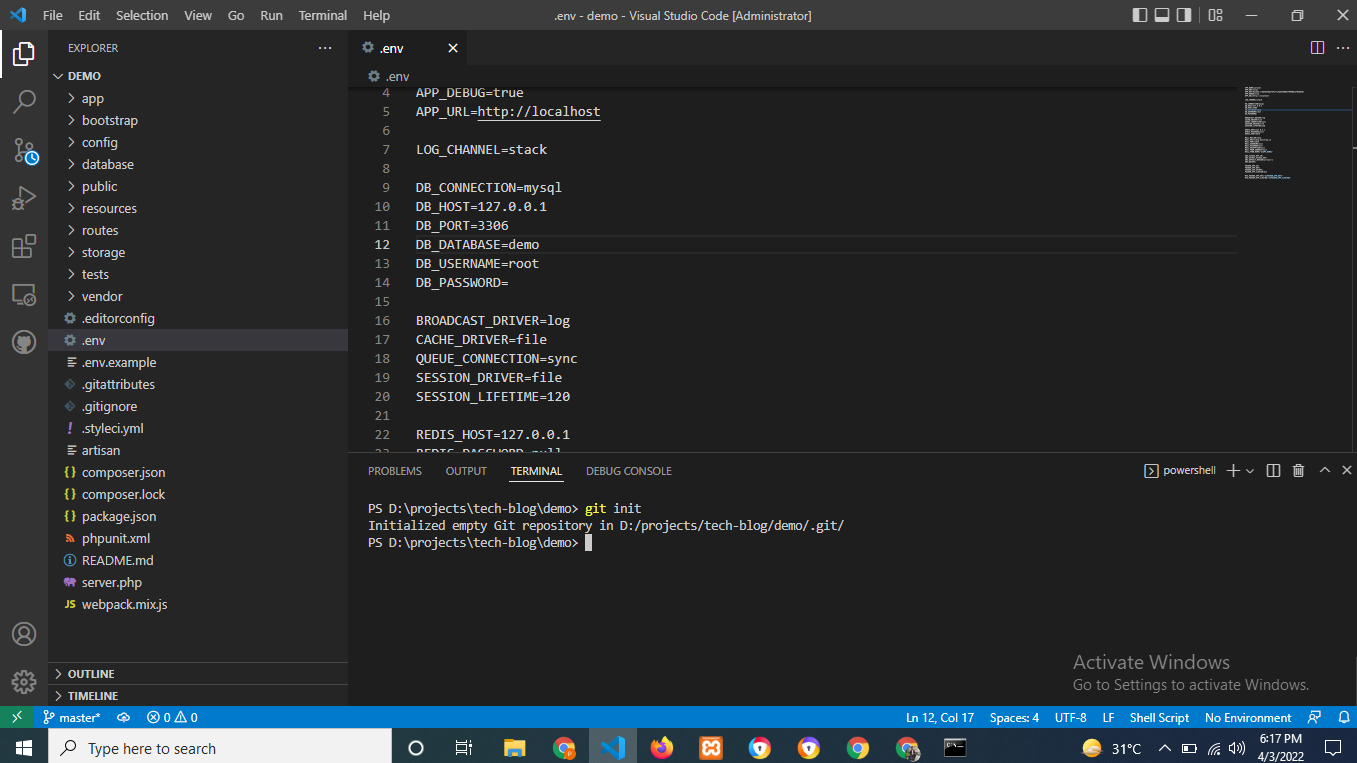 File Edit Selection View Go Run Terminal Help .env - demo - Visual Studio Code [Administrator]
EXPLORER
DEMO
app
bootstrap
config
database
public
resources
routes
storage
tests
vendor
.editorconfig
.env
.env.example
.gitattributes
.gitignore
.styleci.yml
artisan
composer.json
composer.lock
package.json
phpunit.xml
README.md
server.php
JS webpack.mix.js
OUTLINE
TIMELINE
.env
.env
4 APP_DEBUG=true
5 APP_URL=http://localhost
6
7 LOG_CHANNEL=stack
8
9 DB_CONNECTION=mysql
10 DB_HOST=127.0.0.1
11 DB_PORT=3306
12 DB_DATABASE=demo
13 DB_USERNAME=root
14 DB_PASSWORD=
15
16 BROADCAST_DRIVER=log
17 CACHE_DRIVER=file
18 QUEUE_CONNECTION=sync
19 SESSION_DRIVER=file
20 SESSION_LIFETIME=120
21
22 REDIS_HOST=127.0.0.1
23 REDIS_PASSWORD=null
PROBLEMS OUTPUT TERMINAL DEBUG CONSOLE powershell
PS D:\projects\tech-blog\demo> git init
Initialized empty Git repository in D:/projects/tech-blog/demo/.git/
PS D:\projects\tech-blog\demo>
Activate Windows
Go to Settings to activate Windows.
master* 0 0 Ln 12, Col 17 Spaces: 4 UTF-8 LF Shell Script No Environment
Type here to search 31°C 6:17 PM
4/3/2022